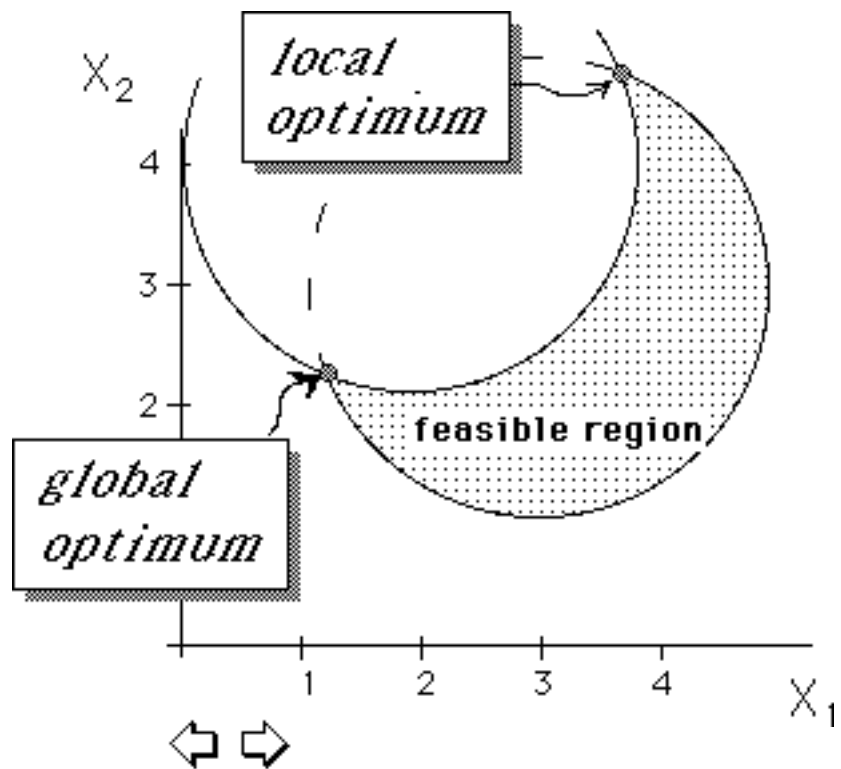 local
optimum
X2
4
3
2
feasible region
global
optimum
1 2 3 4
X1